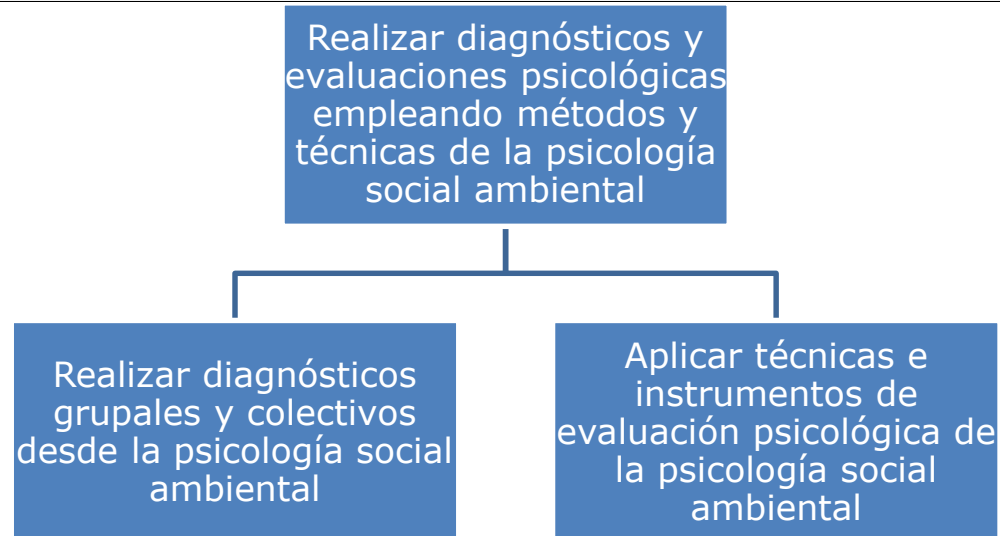 Realizar diagnósticos y
evaluaciones psicológicas
empleando métodos y
técnicas de la psicología
social ambiental
Realizar diagnósticos
grupales y colectivos
desde la psicología social
ambiental
Aplicar técnicas e
instrumentos de
evaluación psicológica de
la psicología social
ambiental